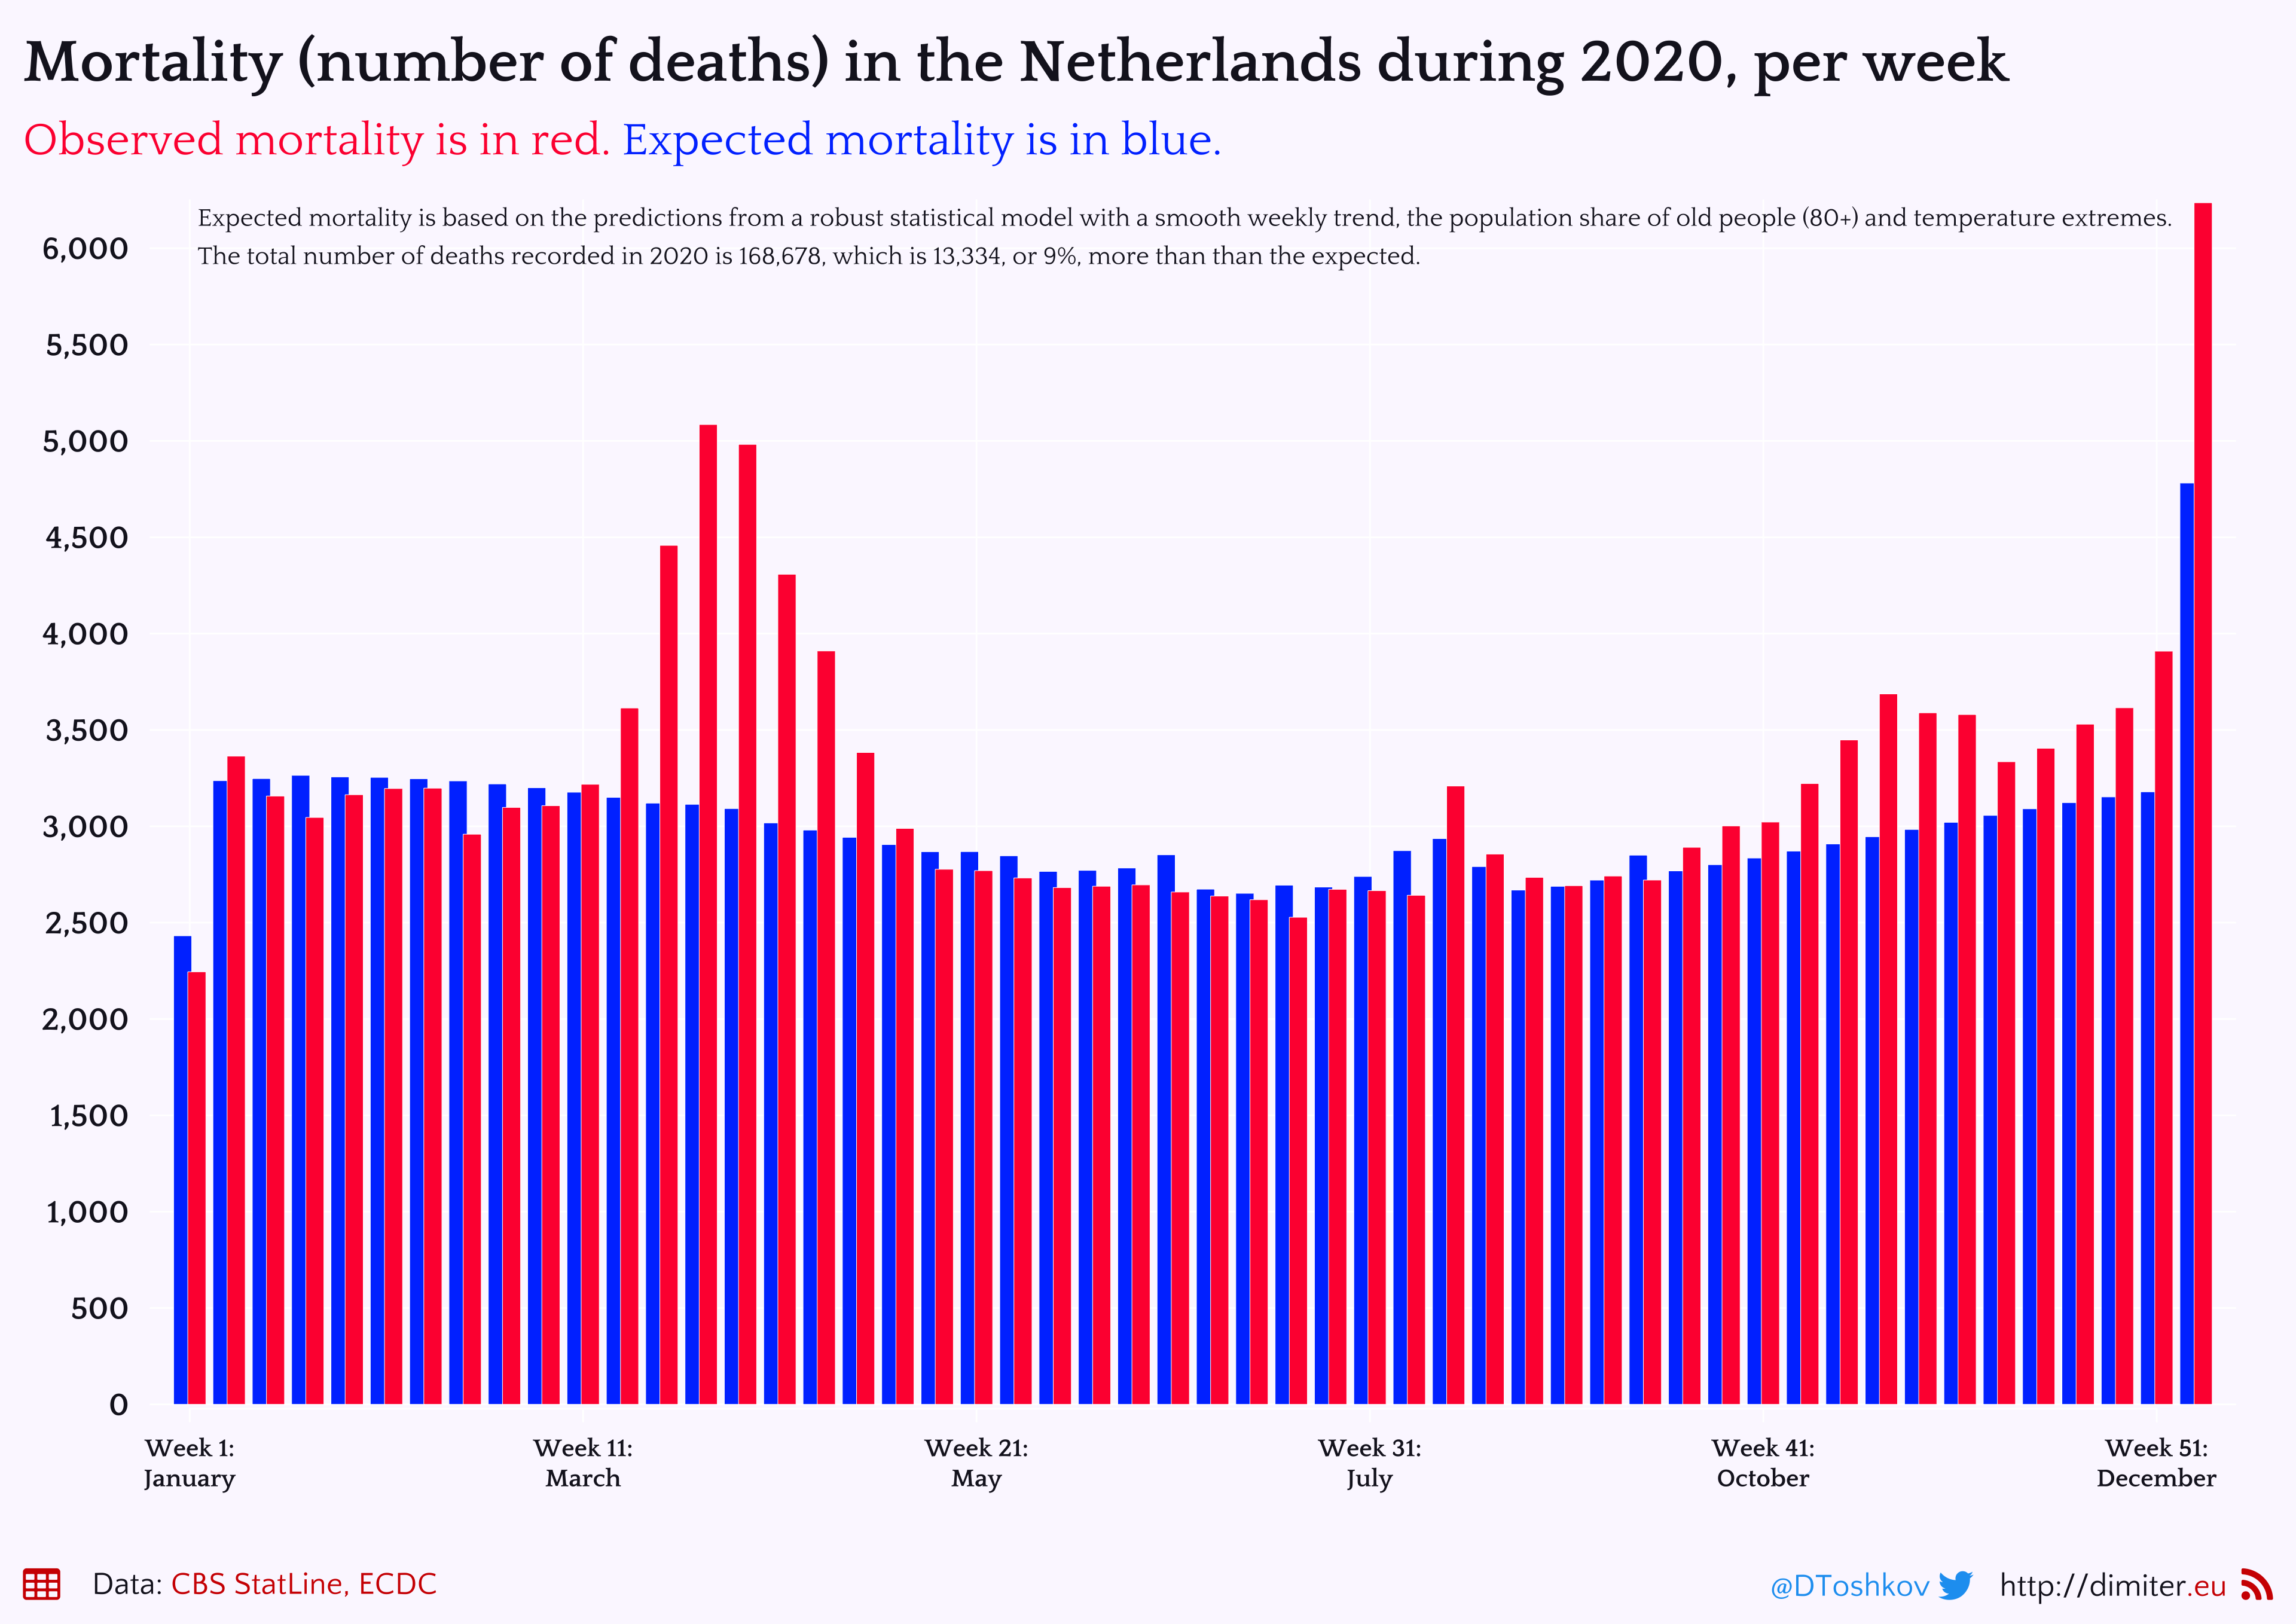 Mortality (number of deaths) in the Netherlands during 2020, per week
Observed mortality is in red. Expected mortality is in blue.
Expected mortality is based on the predictions from a robust statistical model with a smooth weekly trend, the population share of old people (80+) and temperature extremes.
The total number of deaths recorded in 2020 is 168,678, which is 13,334, or 9%, more than than the expected.
6,000
5,500
5,000
4,500
4,000
3,500
3,000
2,500
2,000
1,500
1,000
500
0
Week 1: Week 11: Week 21: Week 31: Week 41: Week 51:
January March May July October December
Data: CBS StatLine, ECDC @DToshkov http://dimiter.eu